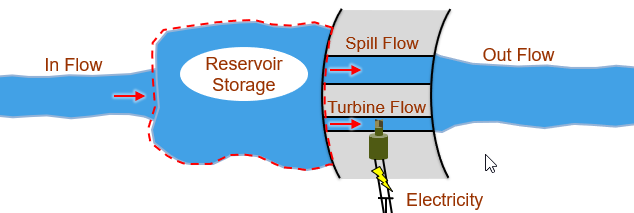 In Flow
Reservoir
Storage
Spill Flow
Turbine Flow
Out Flow
Electricity